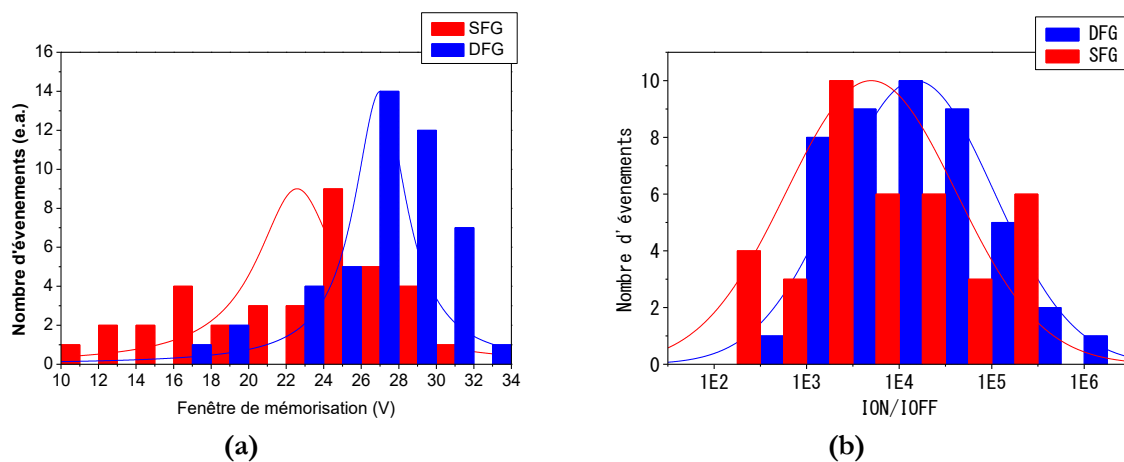 SFG
DFG
Nombre d'évenements (e.a.)
16
14
12
10
8
6
4
2
0
10 12 14 16 18 20 22 24 26 28 30 32 34
Fenêtre de mémorisation (V)
(a)
DFG
SFG
Nombre d'évenements
10
8
6
4
2
0
1E2 1E3 1E4 1E5 1E6
ION/IOFF
(b)